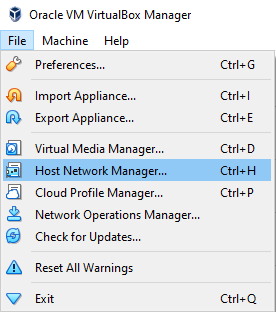 Oracle VM VirtualBox Manager
File Machine Help
Preferences... Ctrl+G
Import Appliance... Ctrl+I
Export Appliance... Ctrl+E
Virtual Media Manager... Ctrl+D
Host Network Manager... Ctrl+H
Cloud Profile Manager... Ctrl+P
Network Operations Manager...
Check for Updates...
Reset All Warnings
Exit Ctrl+Q